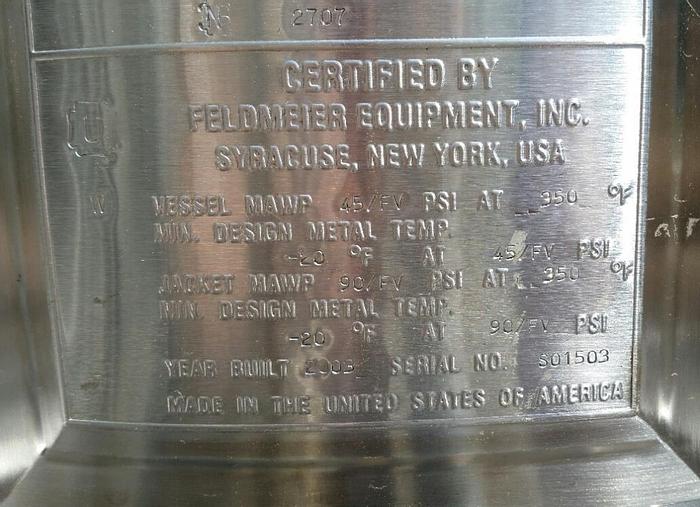 2707
CERTIFIED BY
FELDMEIER EQUIPMENT, INC.
SYRACUSE, NEW YORK, USA
U
W VESSEL MAWP 45/FV PSI AT 350 °F
MIN. DESIGN METAL TEMP.
-20 °F AT 45/FV PSI
JACKET MAWP 90/FV PSI AT 350 °F
MIN. DESIGN METAL TEMP.
-20 °F AT 90/FV PSI
YEAR BUILT 2003 SERIAL NO. S01503
MADE IN THE UNITED STATES OF AMERICA